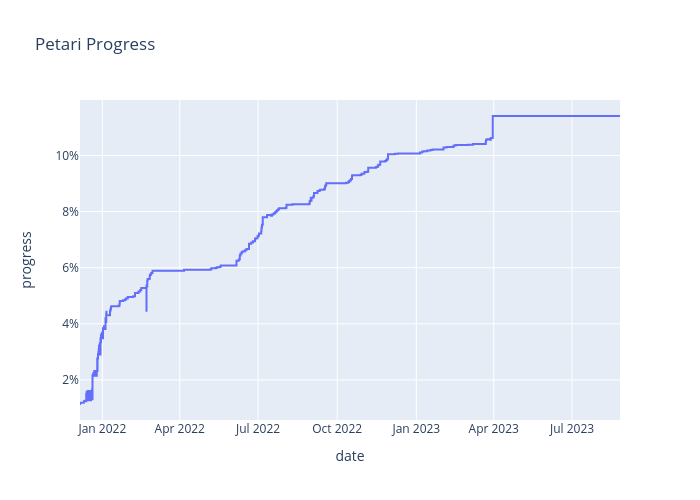 Petari Progress
progress
10%
8%
6%
4%
2%
Jan 2022 Apr 2022 Jul 2022 Oct 2022 Jan 2023 Apr 2023 Jul 2023
date